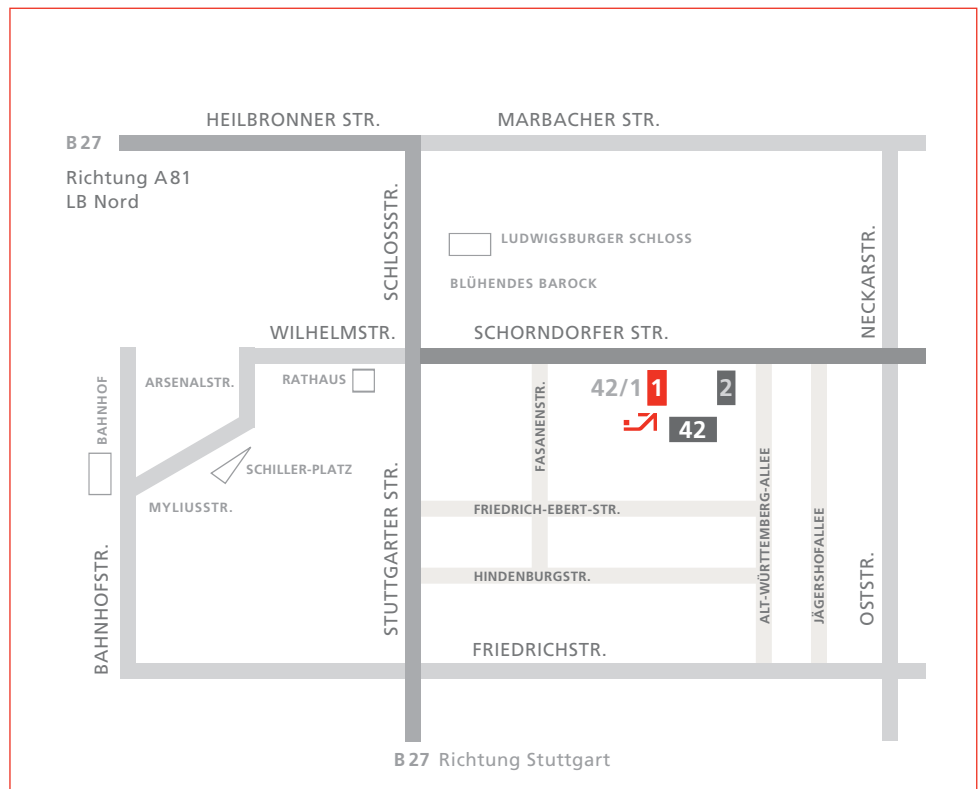 HEILBRONNER STR.
MARBACHER STR.
B 27
Richtung A 81
LB Nord
SCHLOSSSTR.
LUDWIGSBURGER SCHLOSS
BLÜHENDES BAROCK
NECKARSTR.
WILHELMSTR.
SCHORNDORFER STR.
BAHNHOF
ARSENALSTR.
RATHAUS
FASANENSTR.
42/1
1
2
42
SCHILLER-PLATZ
MYLIUSSTR.
STUTTGARTER STR.
FRIEDRICH-EBERT-STR.
ALT-WÜRTTEMBERG-ALLEE
JÄGERSHOFALLEE
OSTSTR.
HINDENBURGSTR.
BAHNHOFSTR.
FRIEDRICHSTR.
B 27 Richtung Stuttgart